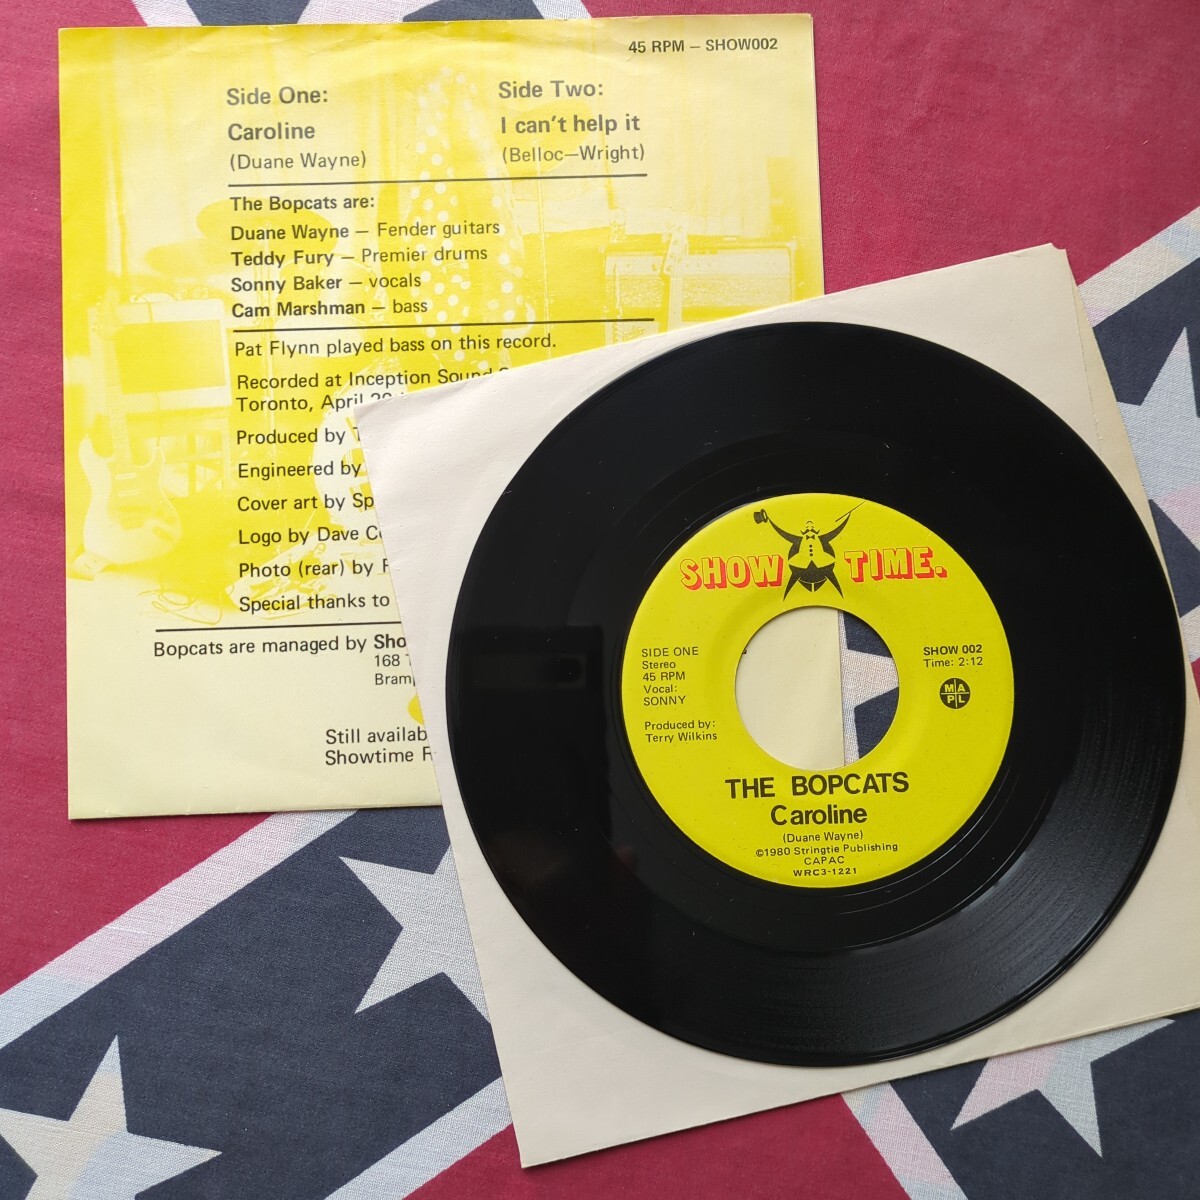 45 RPM – SHOW002
Side One:
Caroline
(Duane Wayne)
Side Two:
I can't help it
(Belloc–Wright)
The Bopcats are:
Duane Wayne – Fender guitars
Teddy Fury – Premier drums
Sonny Baker – vocals
Cam Marshman – bass
Pat Flynn played bass on this record.
Recorded at Inception Sound
Toronto, April
Produced by
Engineered by
Cover art by Sp
Logo by Dave
Photo (rear) by
Special thanks to
Bopcats are managed by Sho
168
Bram
Still availab
Showtime
SHOW TIME.
SIDE ONE
Stereo
45 RPM
Vocal:
SONNY
Produced by:
Terry Wilkins
SHOW 002
Time: 2:12
M A
P L
THE BOPCATS
Caroline
(Duane Wayne)
©1980 Stringtie Publishing
CAPAC
WRC3-1221